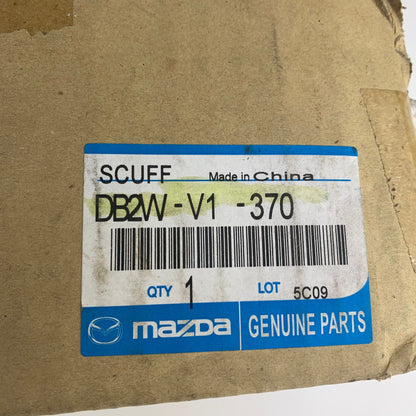 SCUFF Made in China
DB2W-V1-370
QTY 1 LOT 5C09
mazda GENUINE PARTS